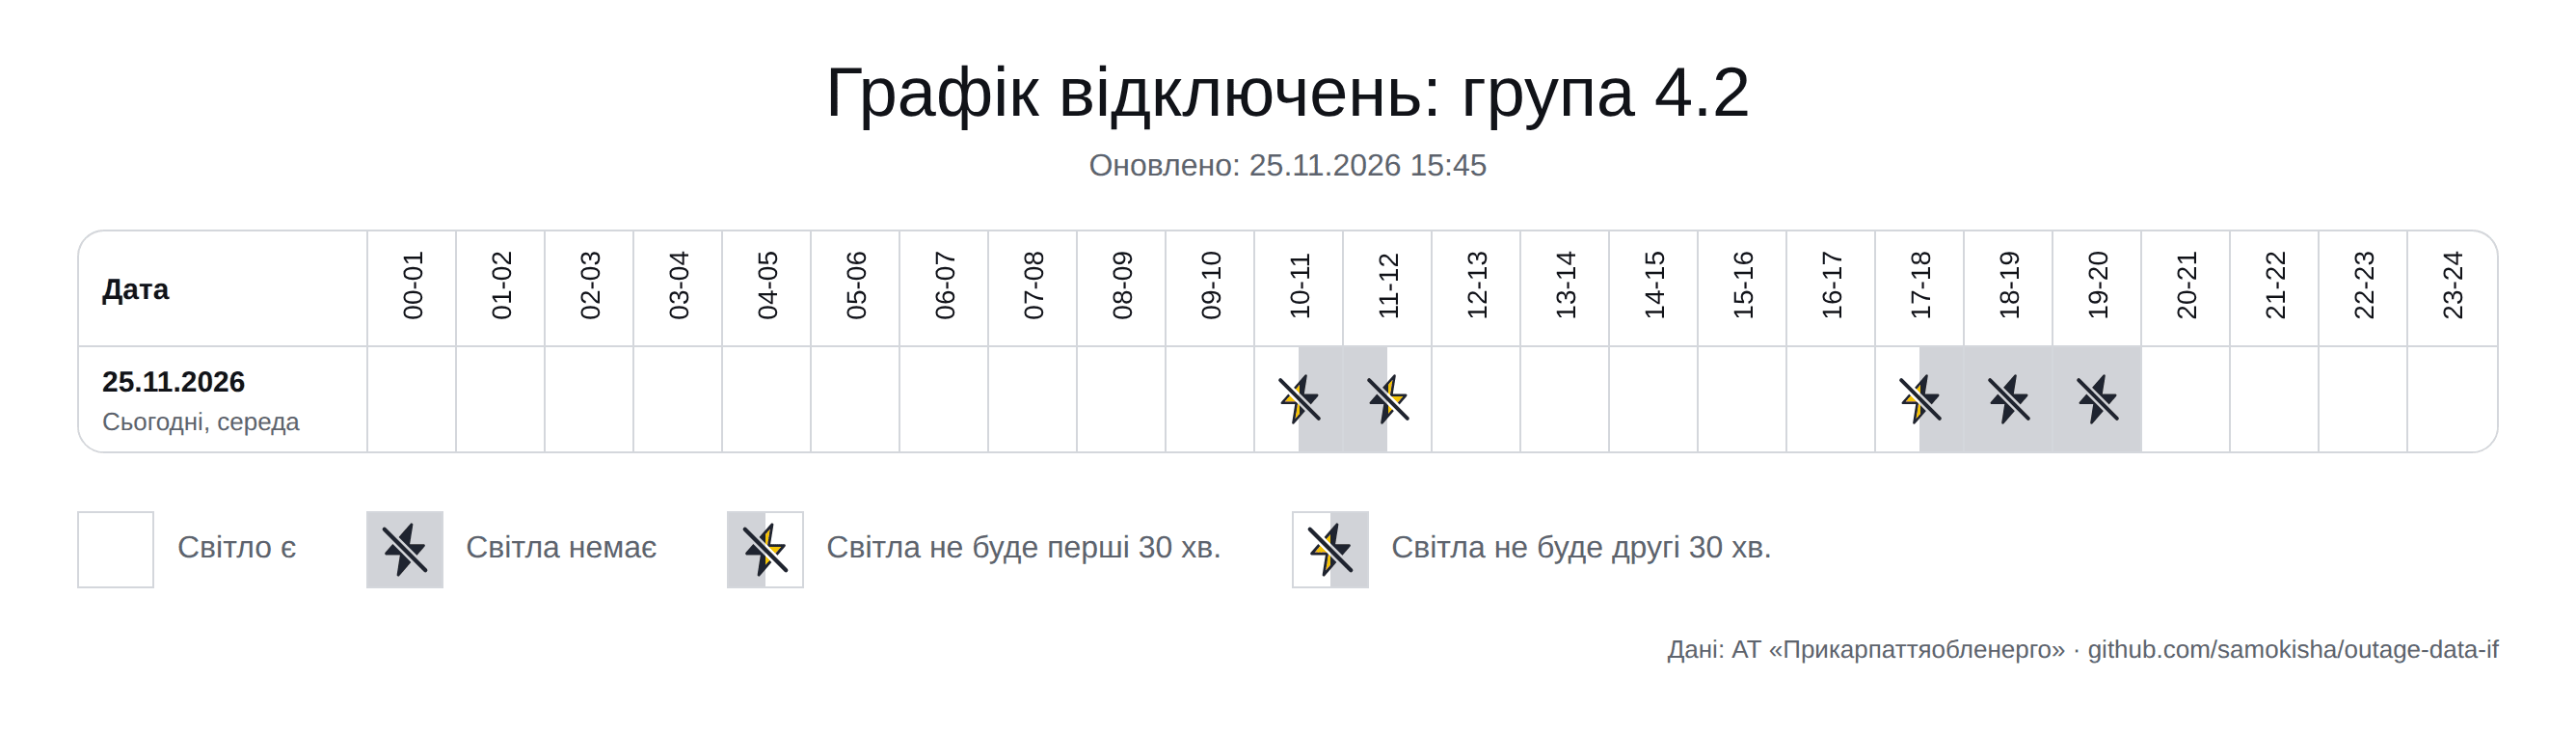 Графік відключень: група 4.2
Оновлено: 25.11.2026 15:45
Дата 00-01 01-02 02-03 03-04 04-05 05-06 06-07 07-08 08-09 09-10 10-11 11-12 12-13 13-14 14-15 15-16 16-17 17-18 18-19 19-20 20-21 21-22 22-23 23-24
25.11.2026
Сьогодні, середа
Світло є Світла немає Світла не буде перші 30 хв. Світла не буде другі 30 хв.
Дані: АТ «Прикарпаттяобленерго» · github.com/samokisha/outage-data-if